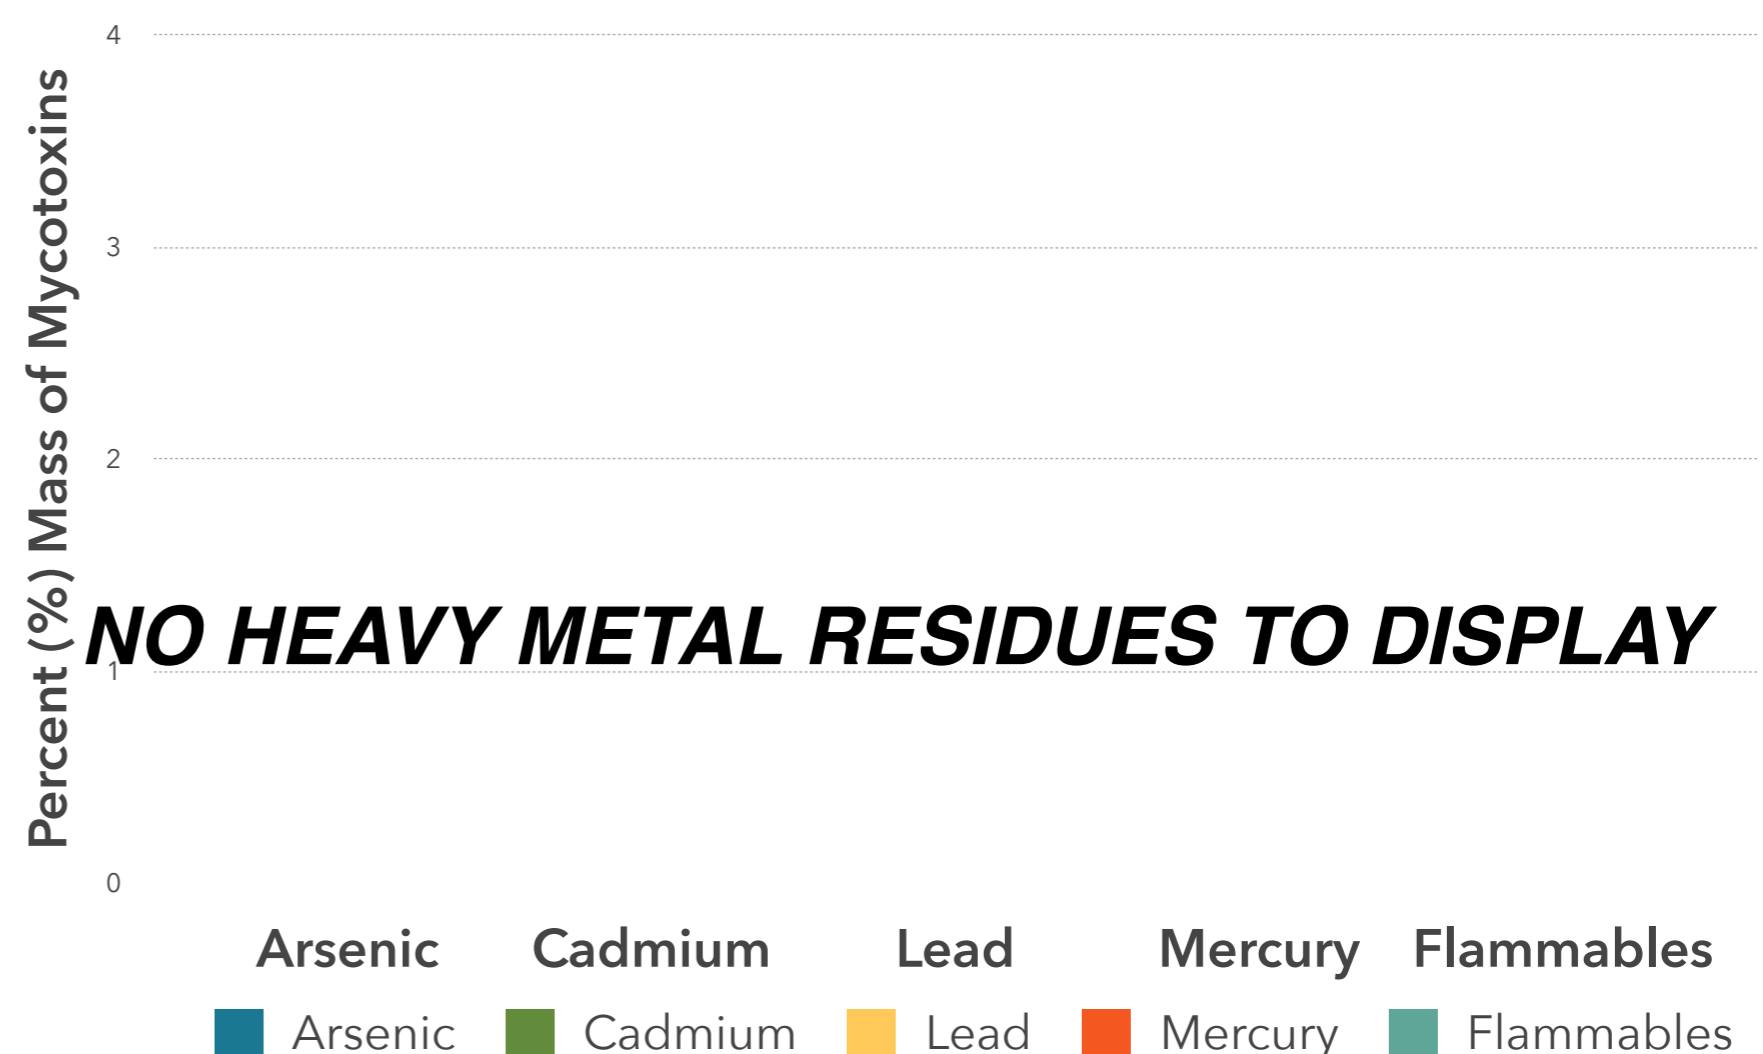 Percent (%) Mass of Mycotoxins
4
3
2
NO HEAVY METAL RESIDUES TO DISPLAY
1
0
Arsenic Cadmium Lead Mercury Flammables
Arsenic Cadmium Lead Mercury Flammables